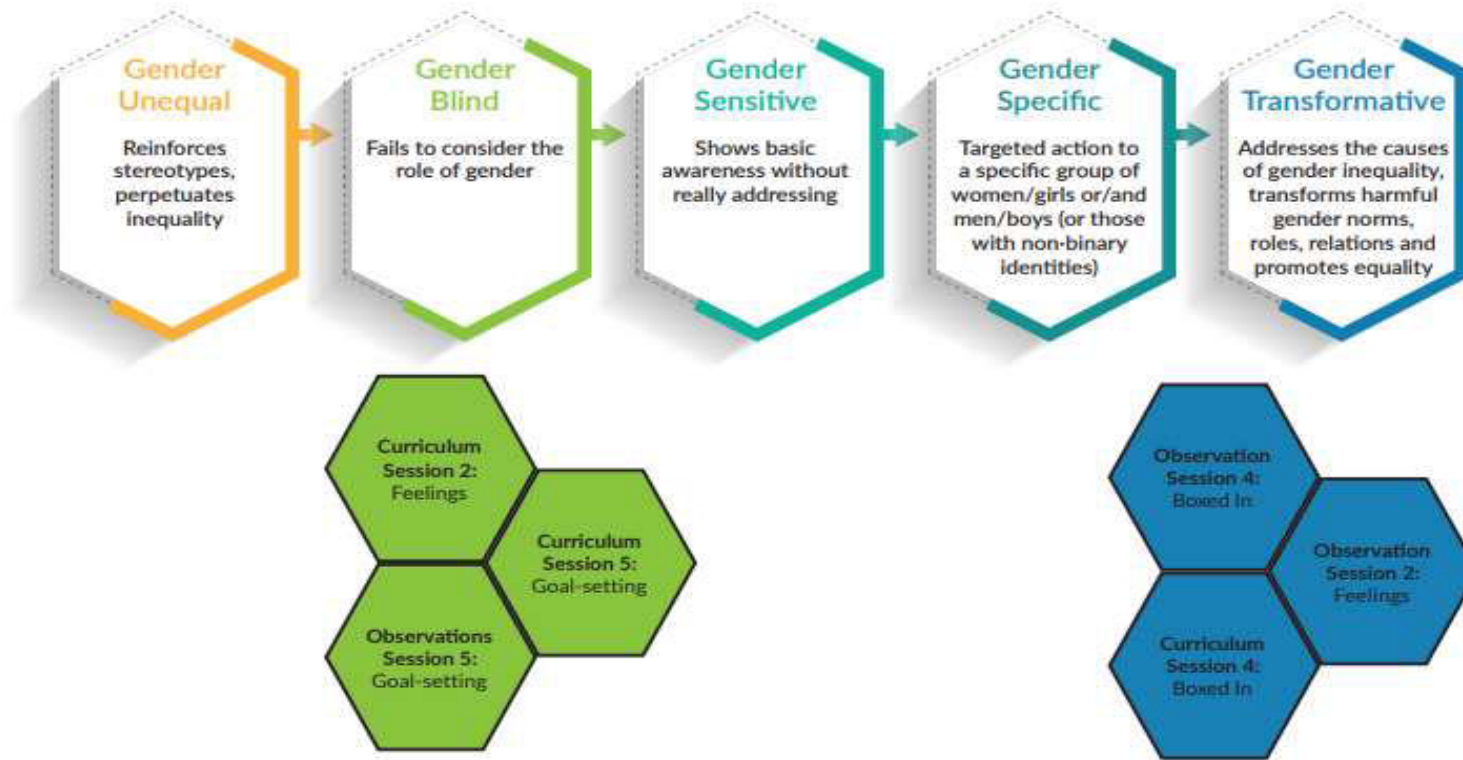 Gender
Unequal
Reinforces
stereotypes,
perpetuates
inequality
Gender
Blind
Fails to consider the
role of gender
Gender
Sensitive
Shows basic
awareness without
really addressing
Gender
Specific
Targeted action to
a specific group of
women/girls or/and
men/boys (or those
with non-binary
identities)
Gender
Transformative
Addresses the causes
of gender inequality,
transforms harmful
gender norms,
roles, relations and
promotes equality
Curriculum
Session 2:
Feelings
Curriculum
Session 5:
Goal-setting
Observations
Session 5:
Goal-setting
Observation
Session 4:
Boxed In
Observation
Session 2:
Feelings
Curriculum
Session 4:
Boxed In